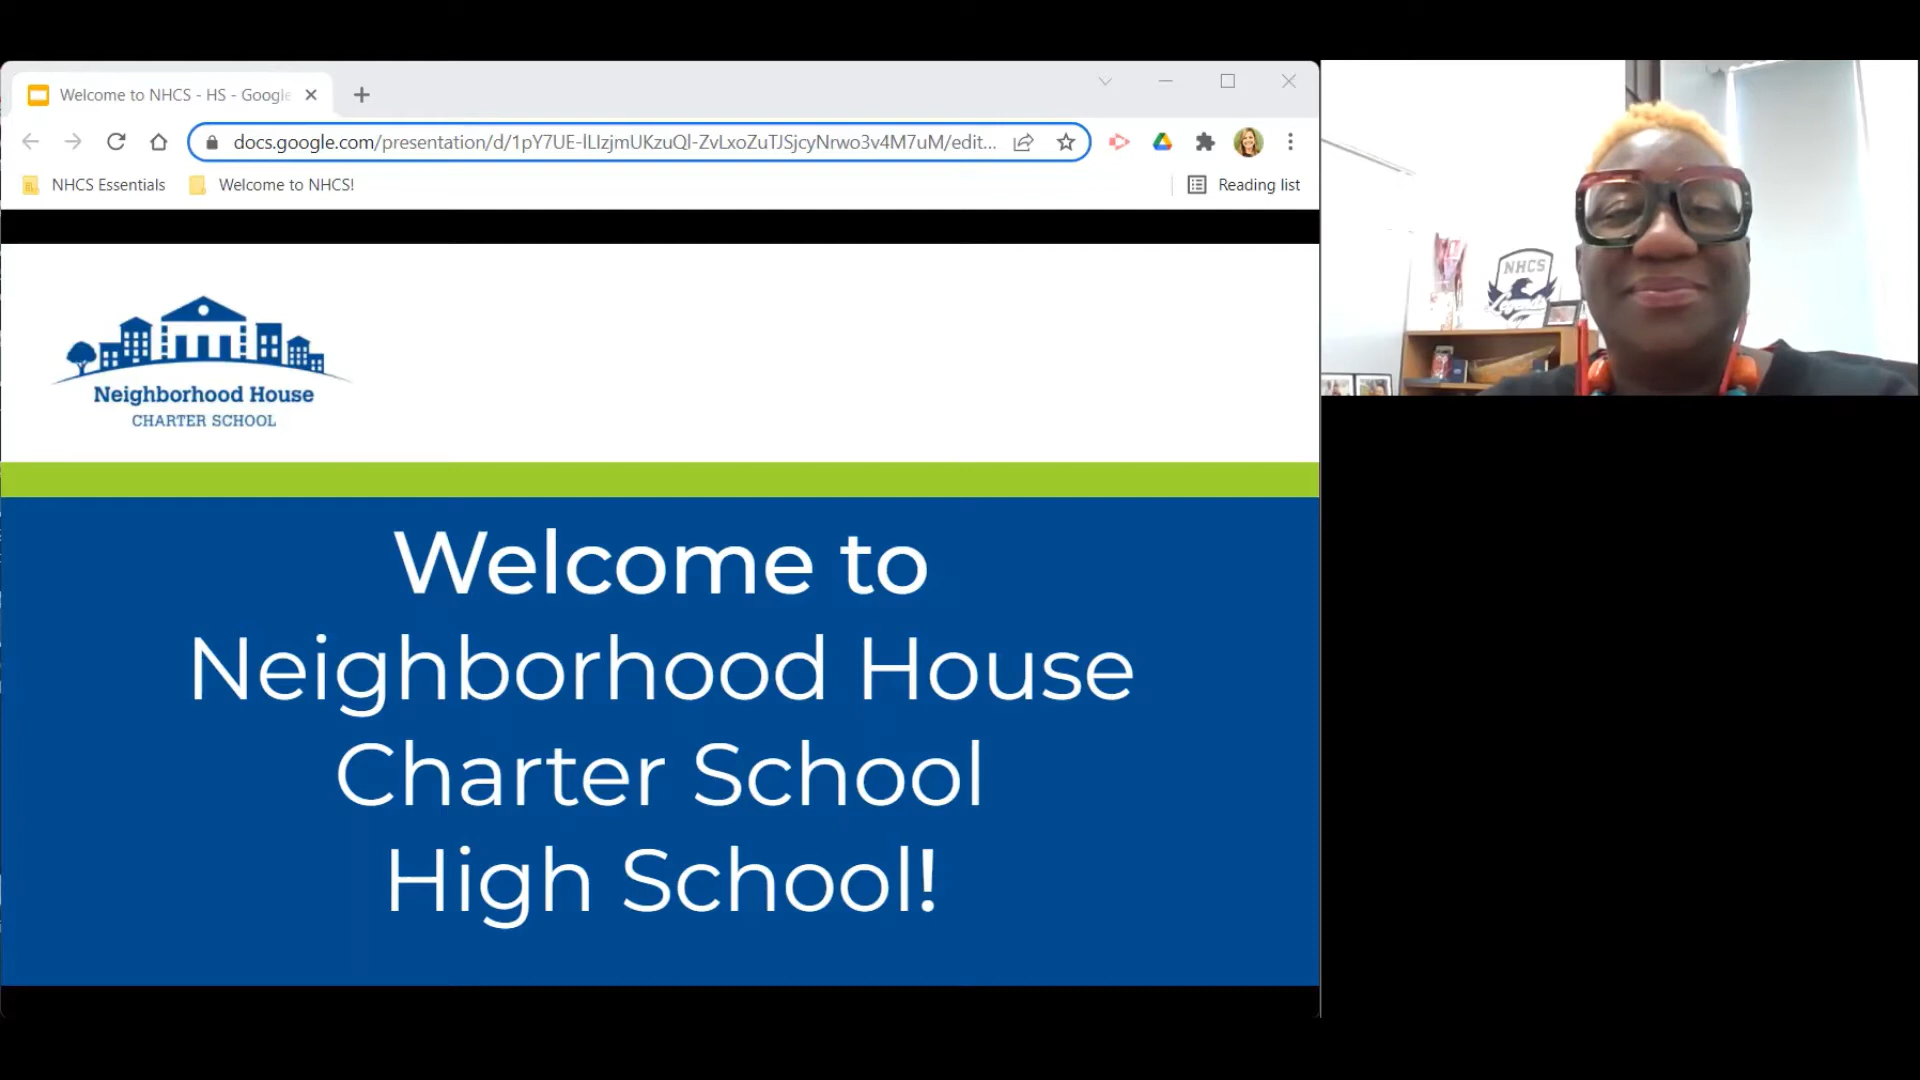 Welcome to NHCS - HS - Google
docs.google.com/presentation/d/1pY7UE-lLIzjmUKzuQl-ZvLxoZuTJSjcyNrwo3v4M7uM/edit...
NHCS Essentials
Welcome to NHCS!
Reading list
Neighborhood House
CHARTER SCHOOL
Welcome to
Neighborhood House
Charter School
High School!
NHCS